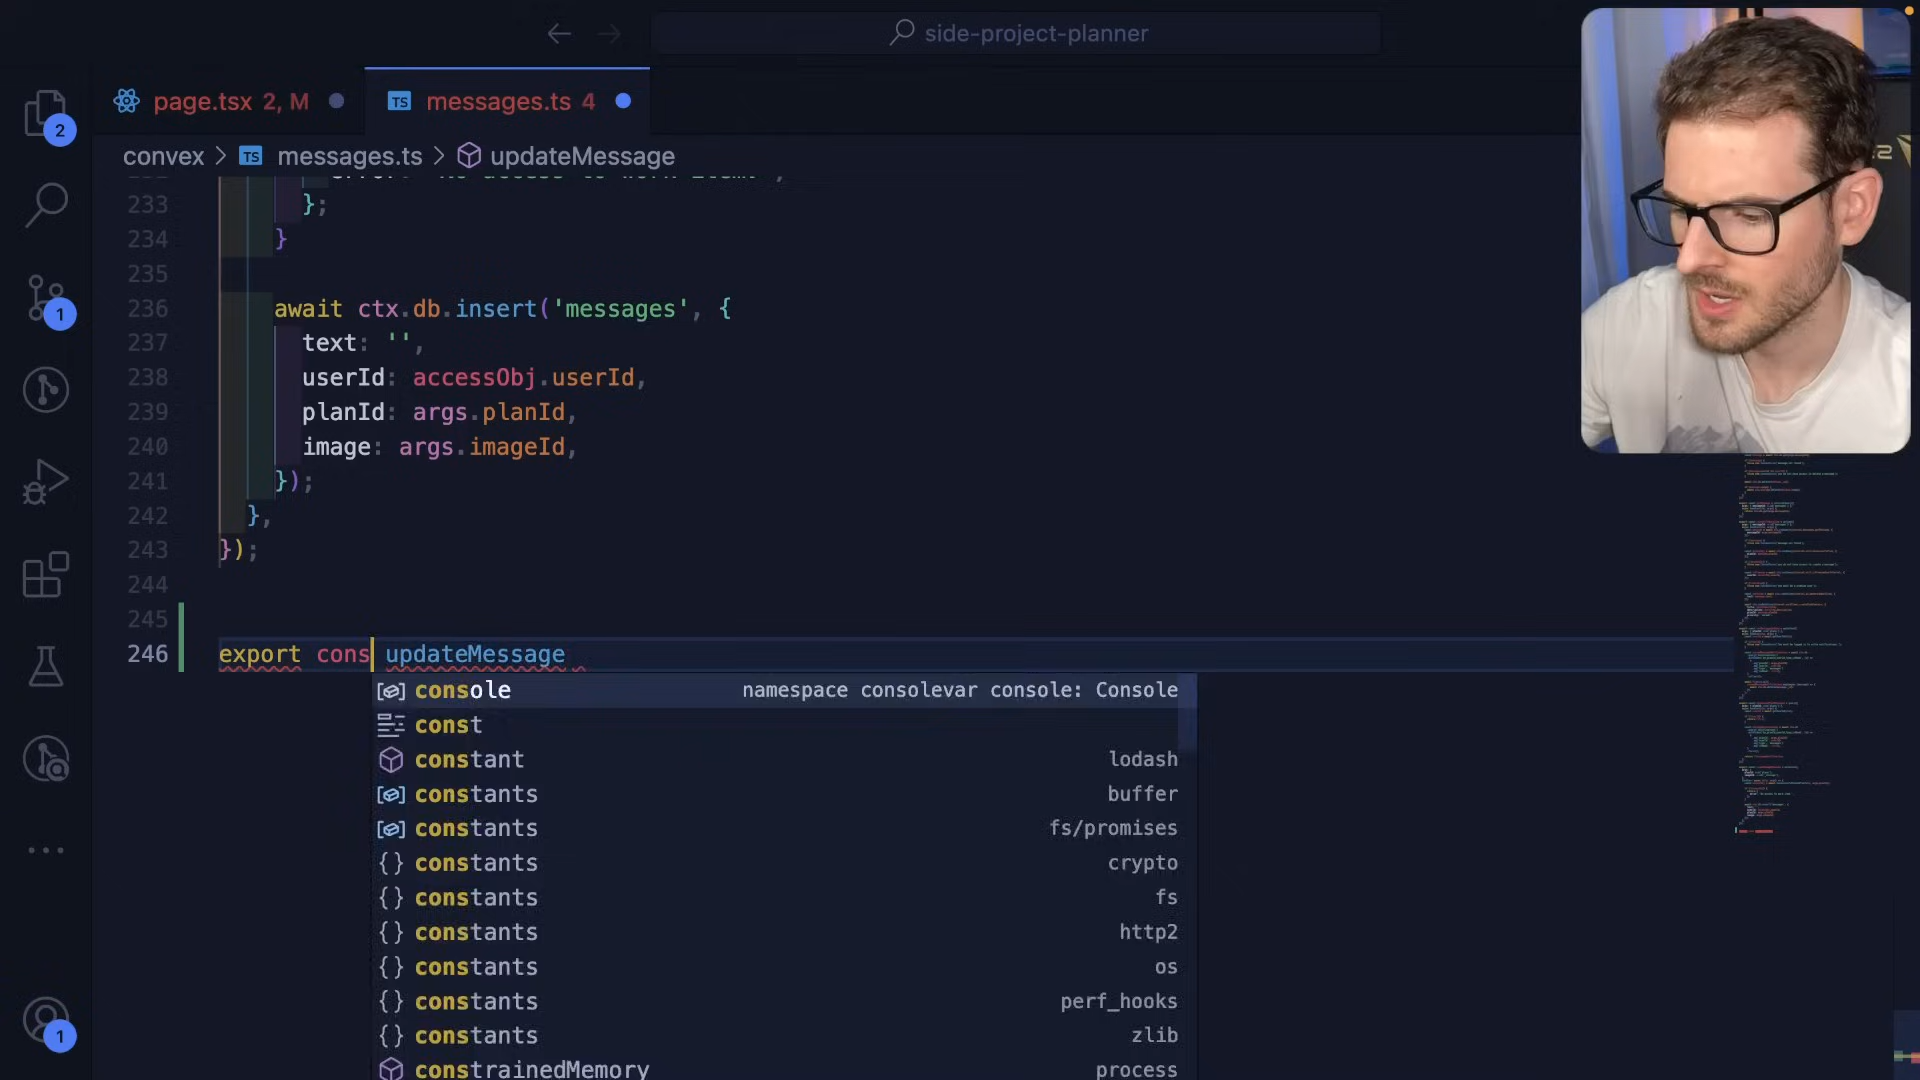 side-project-planner
page.tsx 2, M
TS messages.ts 4
convex > TS messages.ts > updateMessage
233 };
234 }
235
236 await ctx.db.insert('messages', {
237 text: '',
238 userId: accessObj.userId,
239 planId: args.planId,
240 image: args.imageId,
241 });
242 },
243 });
244
245
246 export cons updateMessage
console namespace consolevar console: Console
const
constant lodash
constants buffer
constants fs/promises
constants crypto
constants fs
constants http2
constants os
constants perf_hooks
constants zlib
constrainedMemory process
2
1
1